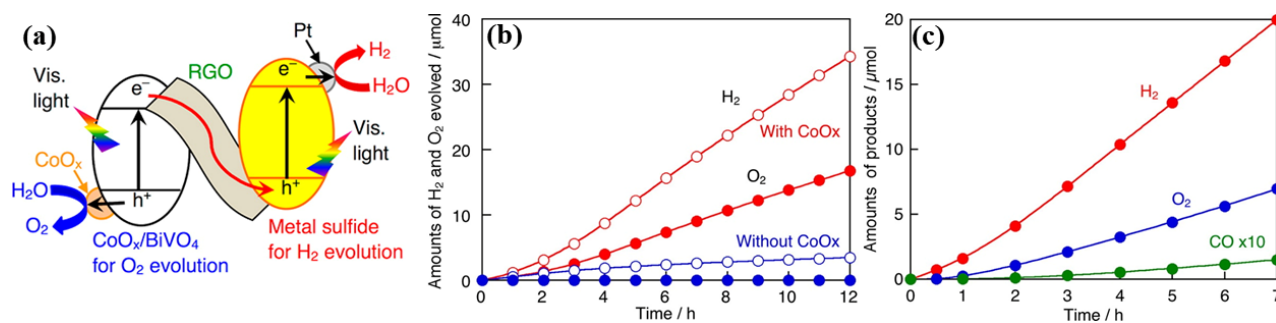 (a)
Pt
H₂
RGO
e⁻
H₂O
Vis.
light
e⁻
Vis.
light
CoOₓ
H₂O
h⁺
h⁺
O₂
CoOₓ/BiVO₄
for O₂ evolution
Metal sulfide
for H₂ evolution
(b)
Amounts of H₂ and O₂ evolved / μmol
40
30
20
10
0
H₂
With CoOx
O₂
Without CoOx
0 2 4 6 8 10 12
Time / h
(c)
Amounts of products / μmol
20
15
10
5
0
H₂
O₂
CO x10
0 1 2 3 4 5 6 7
Time / h